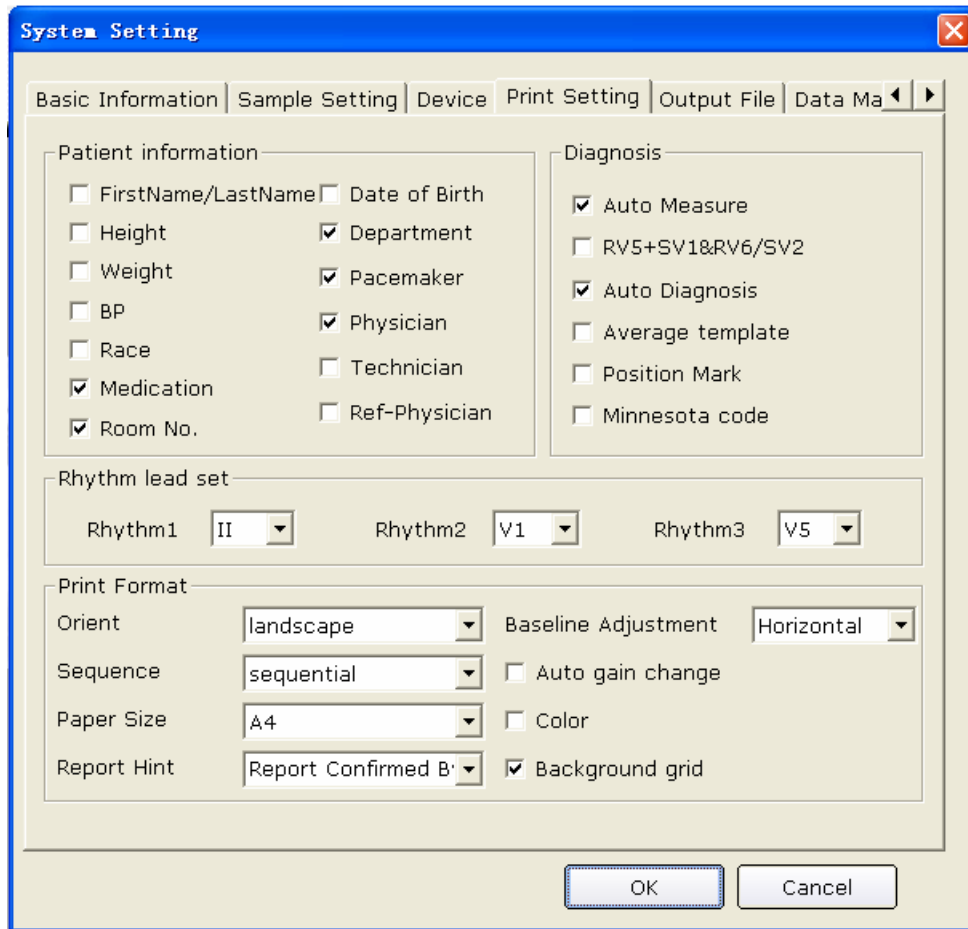 System Setting
Basic Information Sample Setting Device Print Setting Output File Data Ma
Patient information
FirstName/LastName Date of Birth
Height Department
Weight Pacemaker
BP Physician
Race Technician
Medication Ref-Physician
Room No.
Diagnosis
Auto Measure
RV5+SV1&RV6/SV2
Auto Diagnosis
Average template
Position Mark
Minnesota code
Rhythm lead set
Rhythm1 II Rhythm2 V1 Rhythm3 V5
Print Format
Orient landscape Baseline Adjustment Horizontal
Sequence sequential Auto gain change
Paper Size A4 Color
Report Hint Report Confirmed B Background grid
OK Cancel